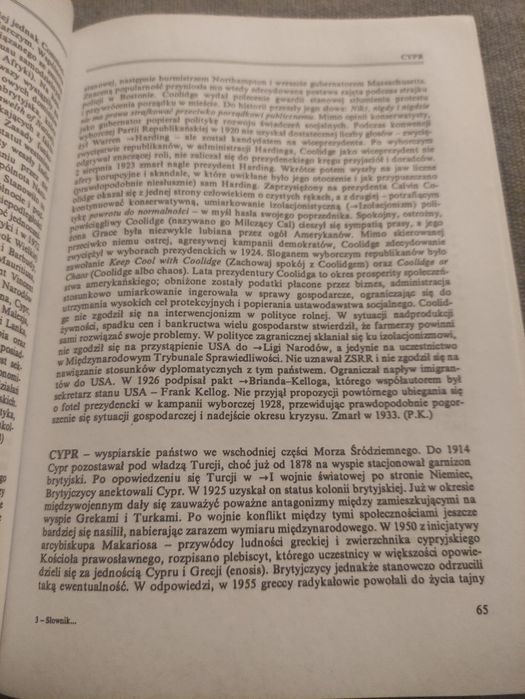 CYPR
stanowej, następnie burmistrzem Northampton i wreszcie gubernatorem Massachusetts.
Znaczną popularność przyniosła mu wtedy zdecydowana postawa rajeta podczas strajku
policji w Bostonie. Coolidge wydał polecenie gwardii stanowej stłumienia protestu
i przywrócenia porządku w mieście. Do historii przeszły jego słowa: Nikt, nigdy i nigdzie
nie ma prawa strajkować przeciwko porządkowi publicznemu. Mimo opinii konserwatysty,
jako gubernator popierał politykę rozwoju świadczeń socjalnych. Podczas konwencji
wyborczej Partii Republikańskiej w 1920 nie uzyskał dostatecznej liczby głosów – zwycię-
żył Warren →Harding – ale został kandydatem na wiceprezydenta. Po wyborczym
zwycięstwie republikanów, w administracji Hardinga, Coolidge jako wiceprezydent nie
odgrywał znaczącej roli, nie zaliczał się do prezydenckiego kręgu przyjaciół i doradców.
2 sierpnia 1923 zmarł nagle prezydent Harding. Wkrótce potem wyszły na jaw liczne
afery korupcyjne i skandale, w które uwikłane było jego otoczenie i jak przypuszczano
(prawdopodobnie niesłusznie) sam Harding. Zaprzysiężony na prezydenta Calvin Co-
olidge okazał się z jednej strony człowiekiem o czystych rękach, a z drugiej – potrafiącym
kontynuować konserwatywną, umiarkowanie izolacjonistyczną (→Izolacjonizm) poli-
tykę powrotu do normalności – w myśl hasła swojego poprzednika. Spokojny, ostrożny,
powściągliwy Coolidge (nazywano go Milczący Cal) cieszył się sympatią prasy, a jego
żona Grace była niezwykle lubiana przez ogół Amerykanów. Mimo skierowanej
przeciwko niemu ostrej, agresywnej kampanii demokratów, Coolidge zdecydowanie
zwyciężył w wyborach prezydenckich w 1924. Sloganem wyborczym republikanów było
zawołanie Keep Cool with Coolidge (Zachowaj spokój z Coolidgem) oraz Coolidge or
Chaos (Coolidge albo chaos). Lata prezydentury Coolidga to okres prosperity społeczeń-
stwa amerykańskiego; obniżone zostały podatki płacone przez biznes, administracja
stosunkowo umiarkowanie ingerowała w sprawy gospodarcze, ograniczając się do
utrzymania wysokich ceł protekcyjnych i popierania ustawodawstwa socjalnego. Coolid-
ge nie zgodził się na interwencjonizm w polityce rolnej. W sytuacji nadprodukcji
żywności, spadku cen i bankructwa wielu gospodarstw stwierdził, że farmerzy powinni
sami rozwiązać swoje problemy. W polityce zagranicznej skłaniał się ku izolacjonizmowi,
nie zgodził się na przystąpienie USA do →Ligi Narodów, a jedynie na uczestnictwo
w Międzynarodowym Trybunale Sprawiedliwości. Nie uznawał ZSRR i nie zgodził się na
nawiązanie stosunków dyplomatycznych z tym państwem. Ograniczał napływ imigran-
tów do USA. W 1926 podpisał pakt →Brianda–Kelloga, którego współautorem był
sekretarz stanu USA – Frank Kellog. Nie przyjął propozycji powtórnego ubiegania się
o fotel prezydencki w kampanii wyborczej 1928, przewidując prawdopodobnie pogor-
szenie się sytuacji gospodarczej i nadejście okresu kryzysu. Zmarł w 1933. (P.K.)
CYPR – wyspiarskie państwo we wschodniej części Morza Śródziemnego. Do 1914
Cypr pozostawał pod władzą Turcji, choć już od 1878 na wyspie stacjonował garnizon
brytyjski. Po opowiedzeniu się Turcji w →I wojnie światowej po stronie Niemiec,
Brytyjczycy anektowali Cypr. W 1925 uzyskał on status kolonii brytyjskiej. Już w okresie
międzywojennym dały się zauważyć poważne antagonizmy między zamieszkującymi na
wyspie Grekami i Turkami. Po wojnie konflikt między tymi społecznościami jeszcze
bardziej się nasilił, nabierając zarazem wymiaru międzynarodowego. W 1950 z inicjatywy
arcybiskupa Makariosa – przywódcy ludności greckiej i zwierzchnika cypryjskiego
Kościoła prawosławnego, rozpisano plebiscyt, którego uczestnicy w większości opowie-
dzieli się za jednością Cypru i Grecji (enosis). Brytyjczycy jednakże stanowczo odrzucili
taką ewentualność. W odpowiedzi, w 1955 greccy radykałowie powołali do życia tajny
65
3 – Słownik...